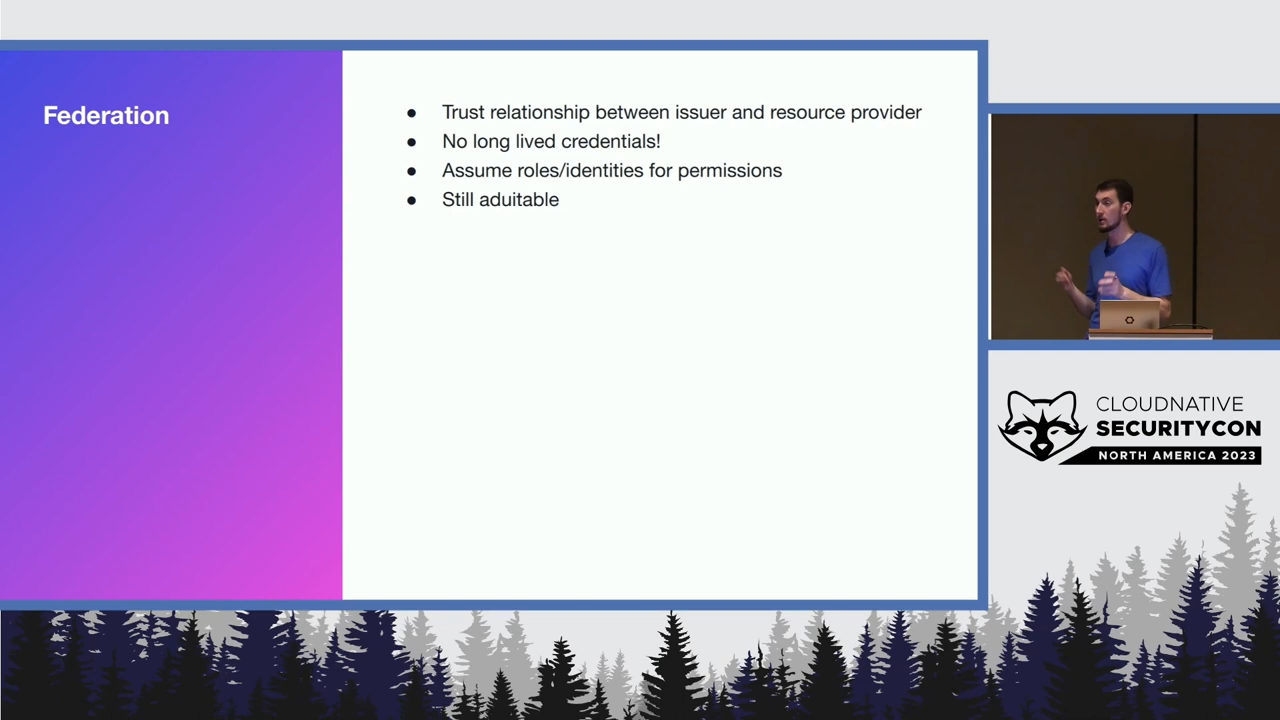 Federation
● Trust relationship between issuer and resource provider
● No long lived credentials!
● Assume roles/identities for permissions
● Still aduitable
CLOUDNATIVE
SECURITYCON
NORTH AMERICA 2023